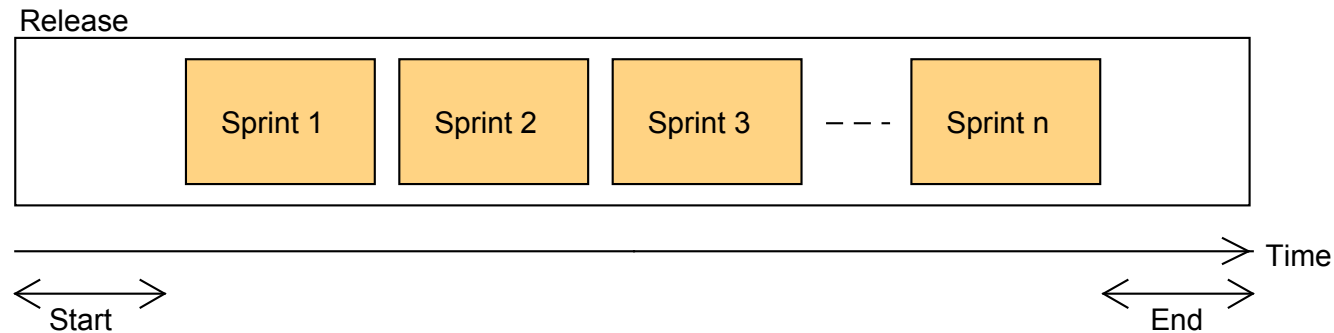 Release
Sprint 1
Sprint 2
Sprint 3
Sprint n
Time
Start
End